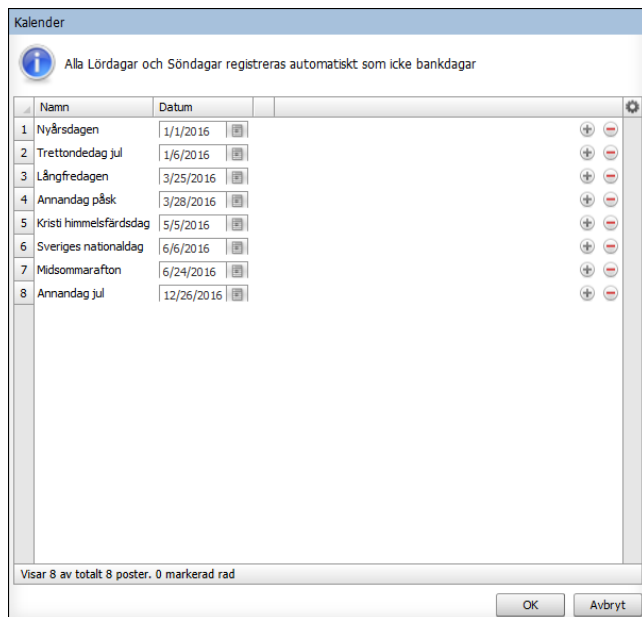 Kalender
Alla Lördagar och Söndagar registreras automatiskt som icke bankdagar
Namn Datum
1 Nyårsdagen 1/1/2016
2 Trettondedag jul 1/6/2016
3 Långfredagen 3/25/2016
4 Annandag påsk 3/28/2016
5 Kristi himmelsfärdsdag 5/5/2016
6 Sveriges nationaldag 6/6/2016
7 Midsommarafton 6/24/2016
8 Annandag jul 12/26/2016
Visar 8 av totalt 8 poster. 0 markerad rad
OK Avbryt